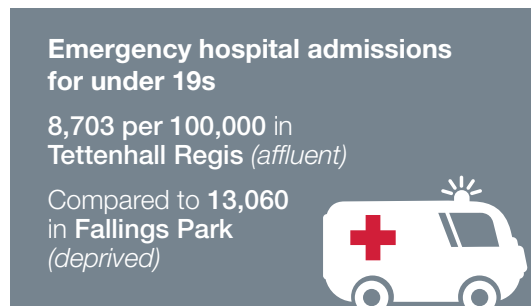 Emergency hospital admissions
for under 19s
8,703 per 100,000 in
Tettenhall Regis (affluent)
Compared to 13,060
in Fallings Park
(deprived)